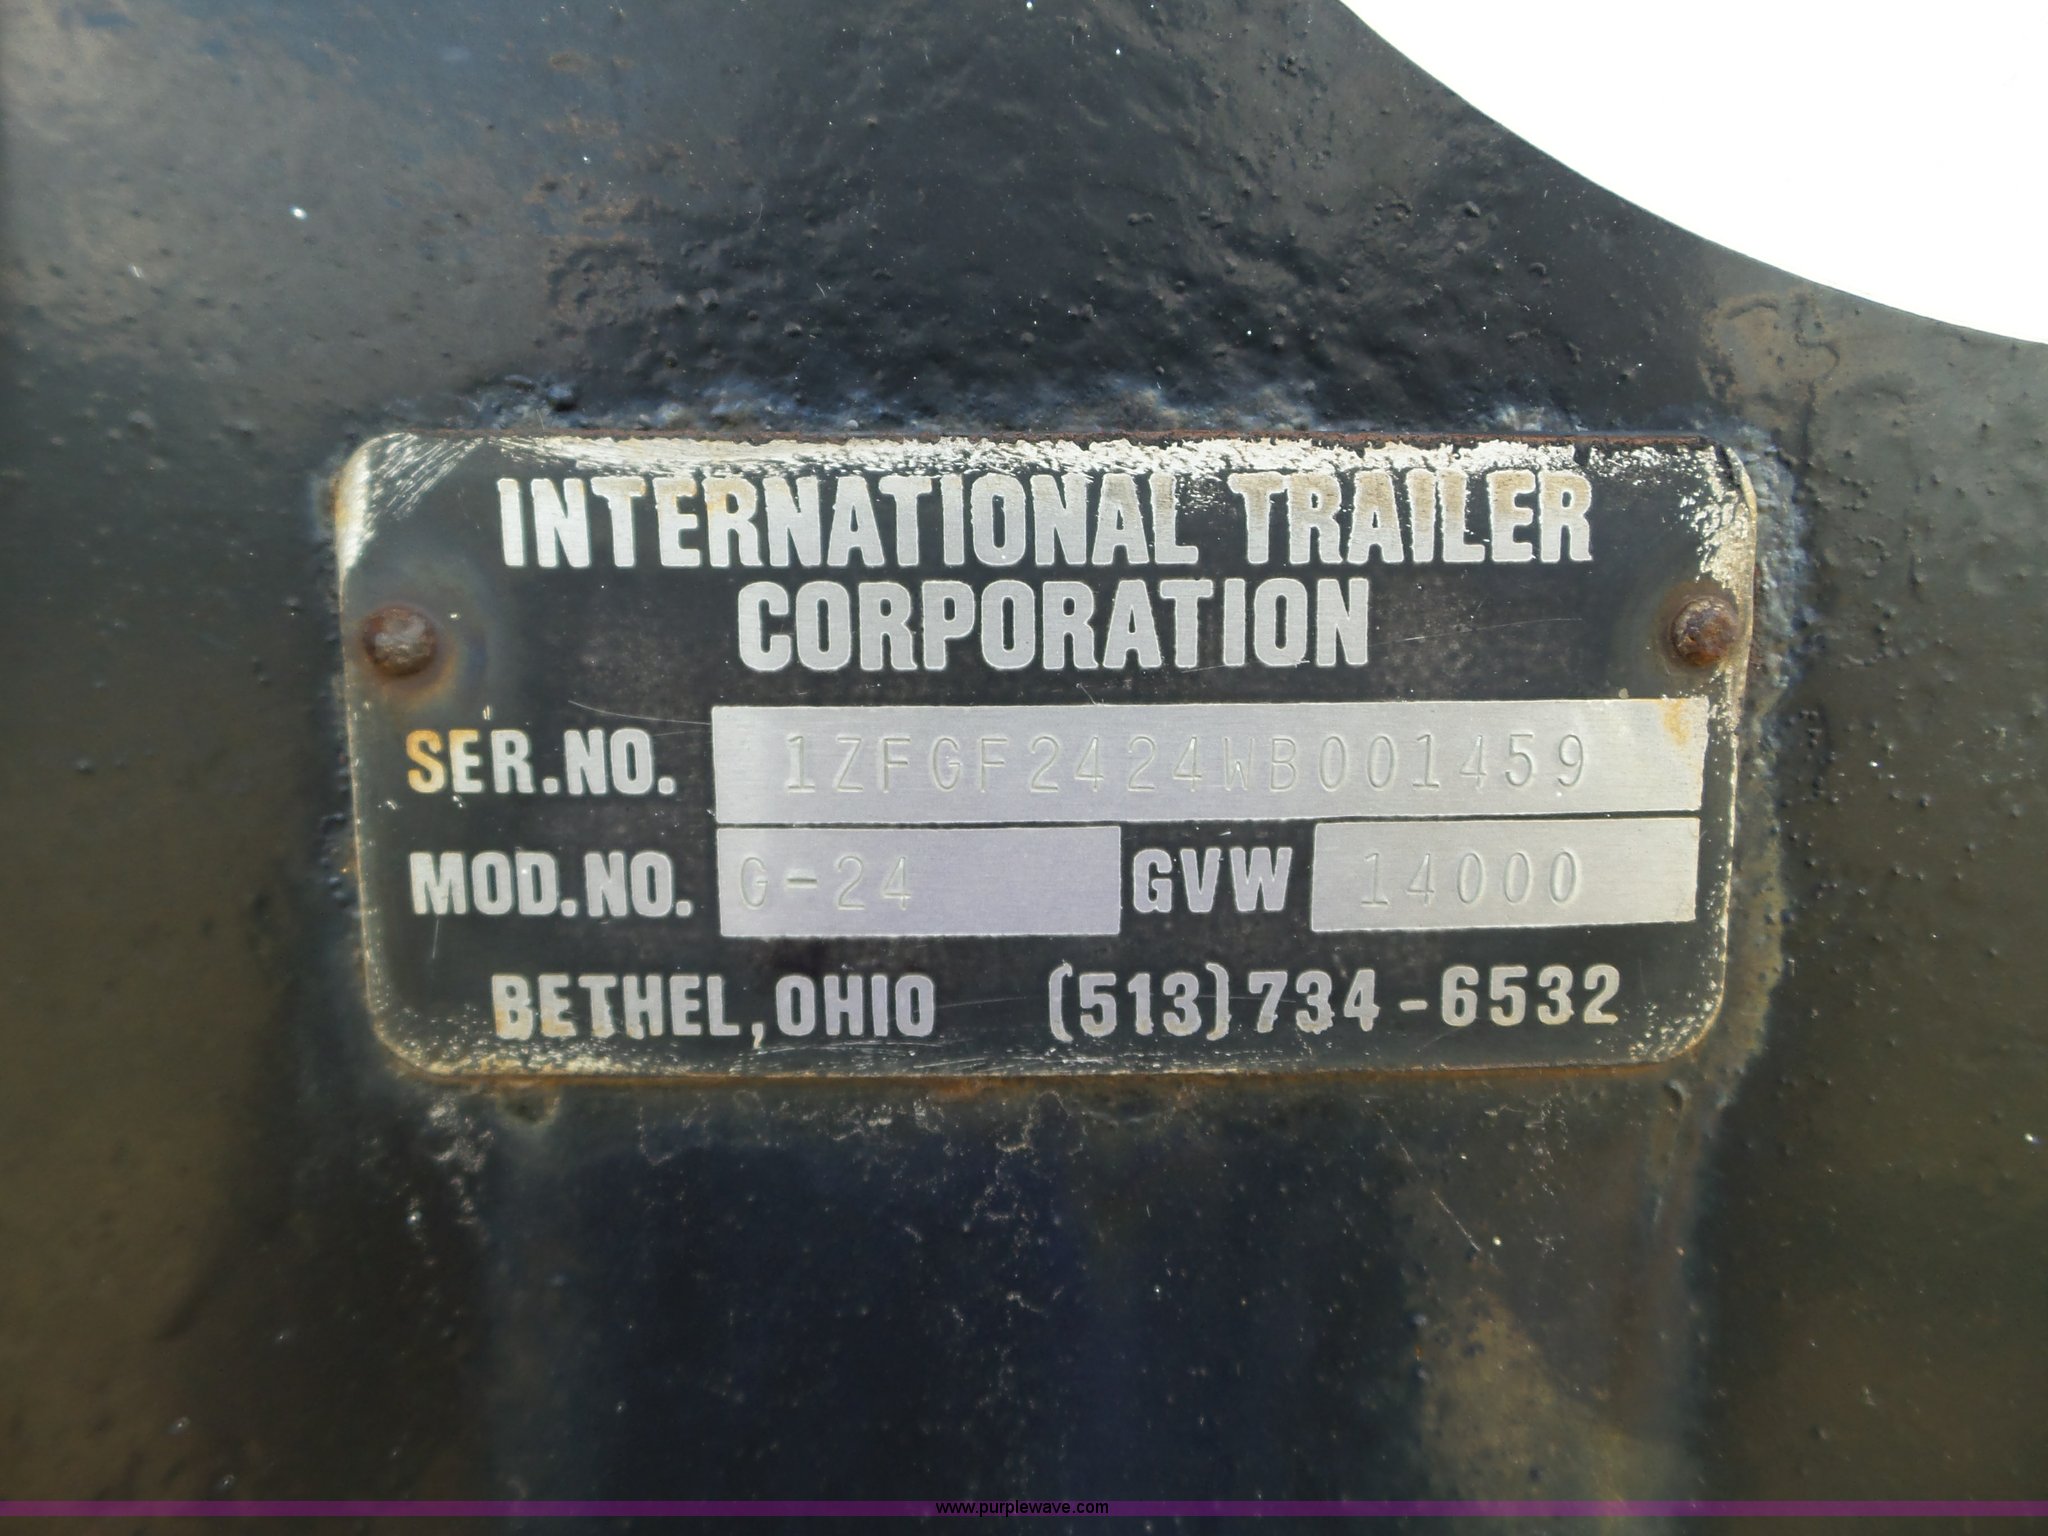 INTERNATIONAL TRAILER
CORPORATION
SER.NO. 1ZFGF2424WB001459
MOD.NO. G-24 GVW 14000
BETHEL, OHIO (513)734-6532
www.purplewave.com